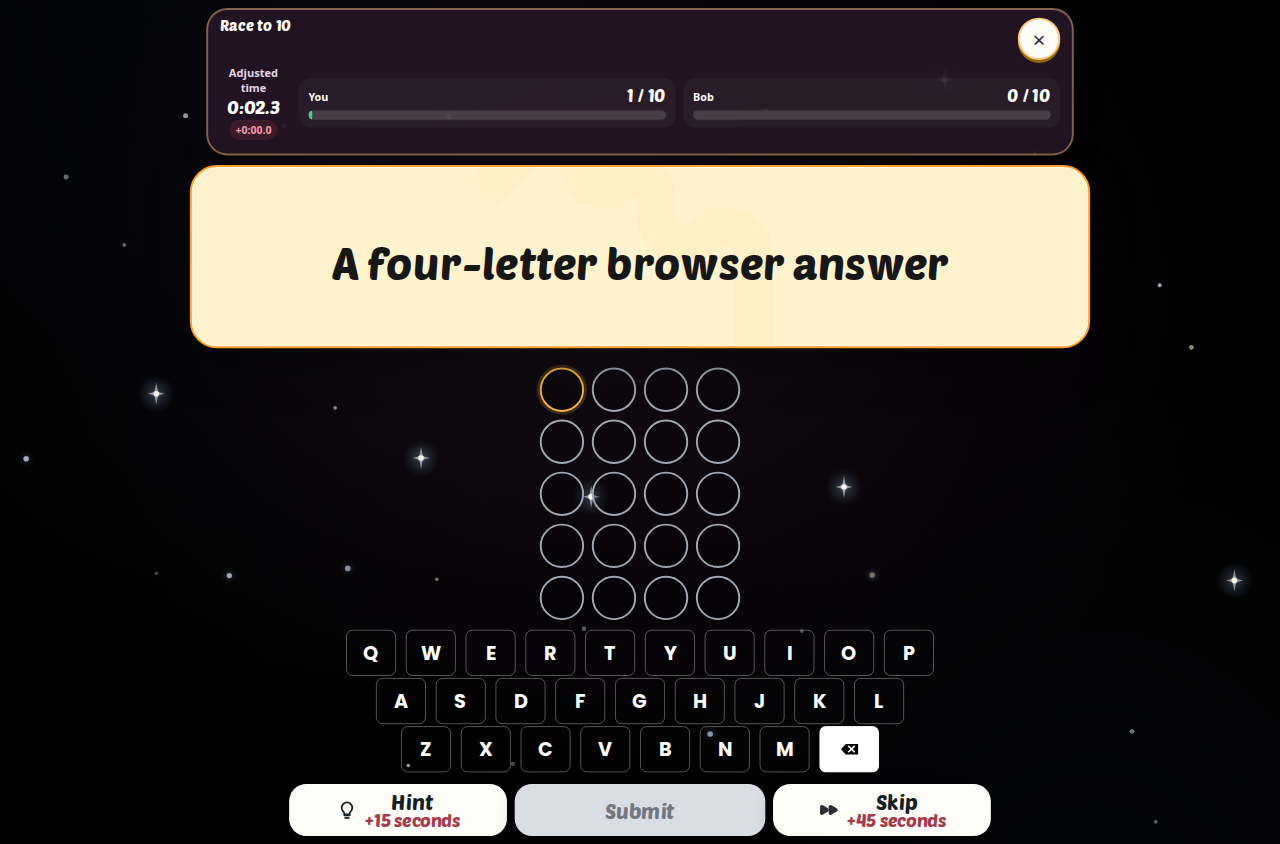 Race to 10
×
Adjusted
time
0:02.3
+0:00.0
You
1 / 10
Bob
0 / 10
A four-letter browser answer
Q W E R T Y U I O P
A S D F G H J K L
Z X C V B N M
Hint
+15 seconds
Submit
Skip
+45 seconds